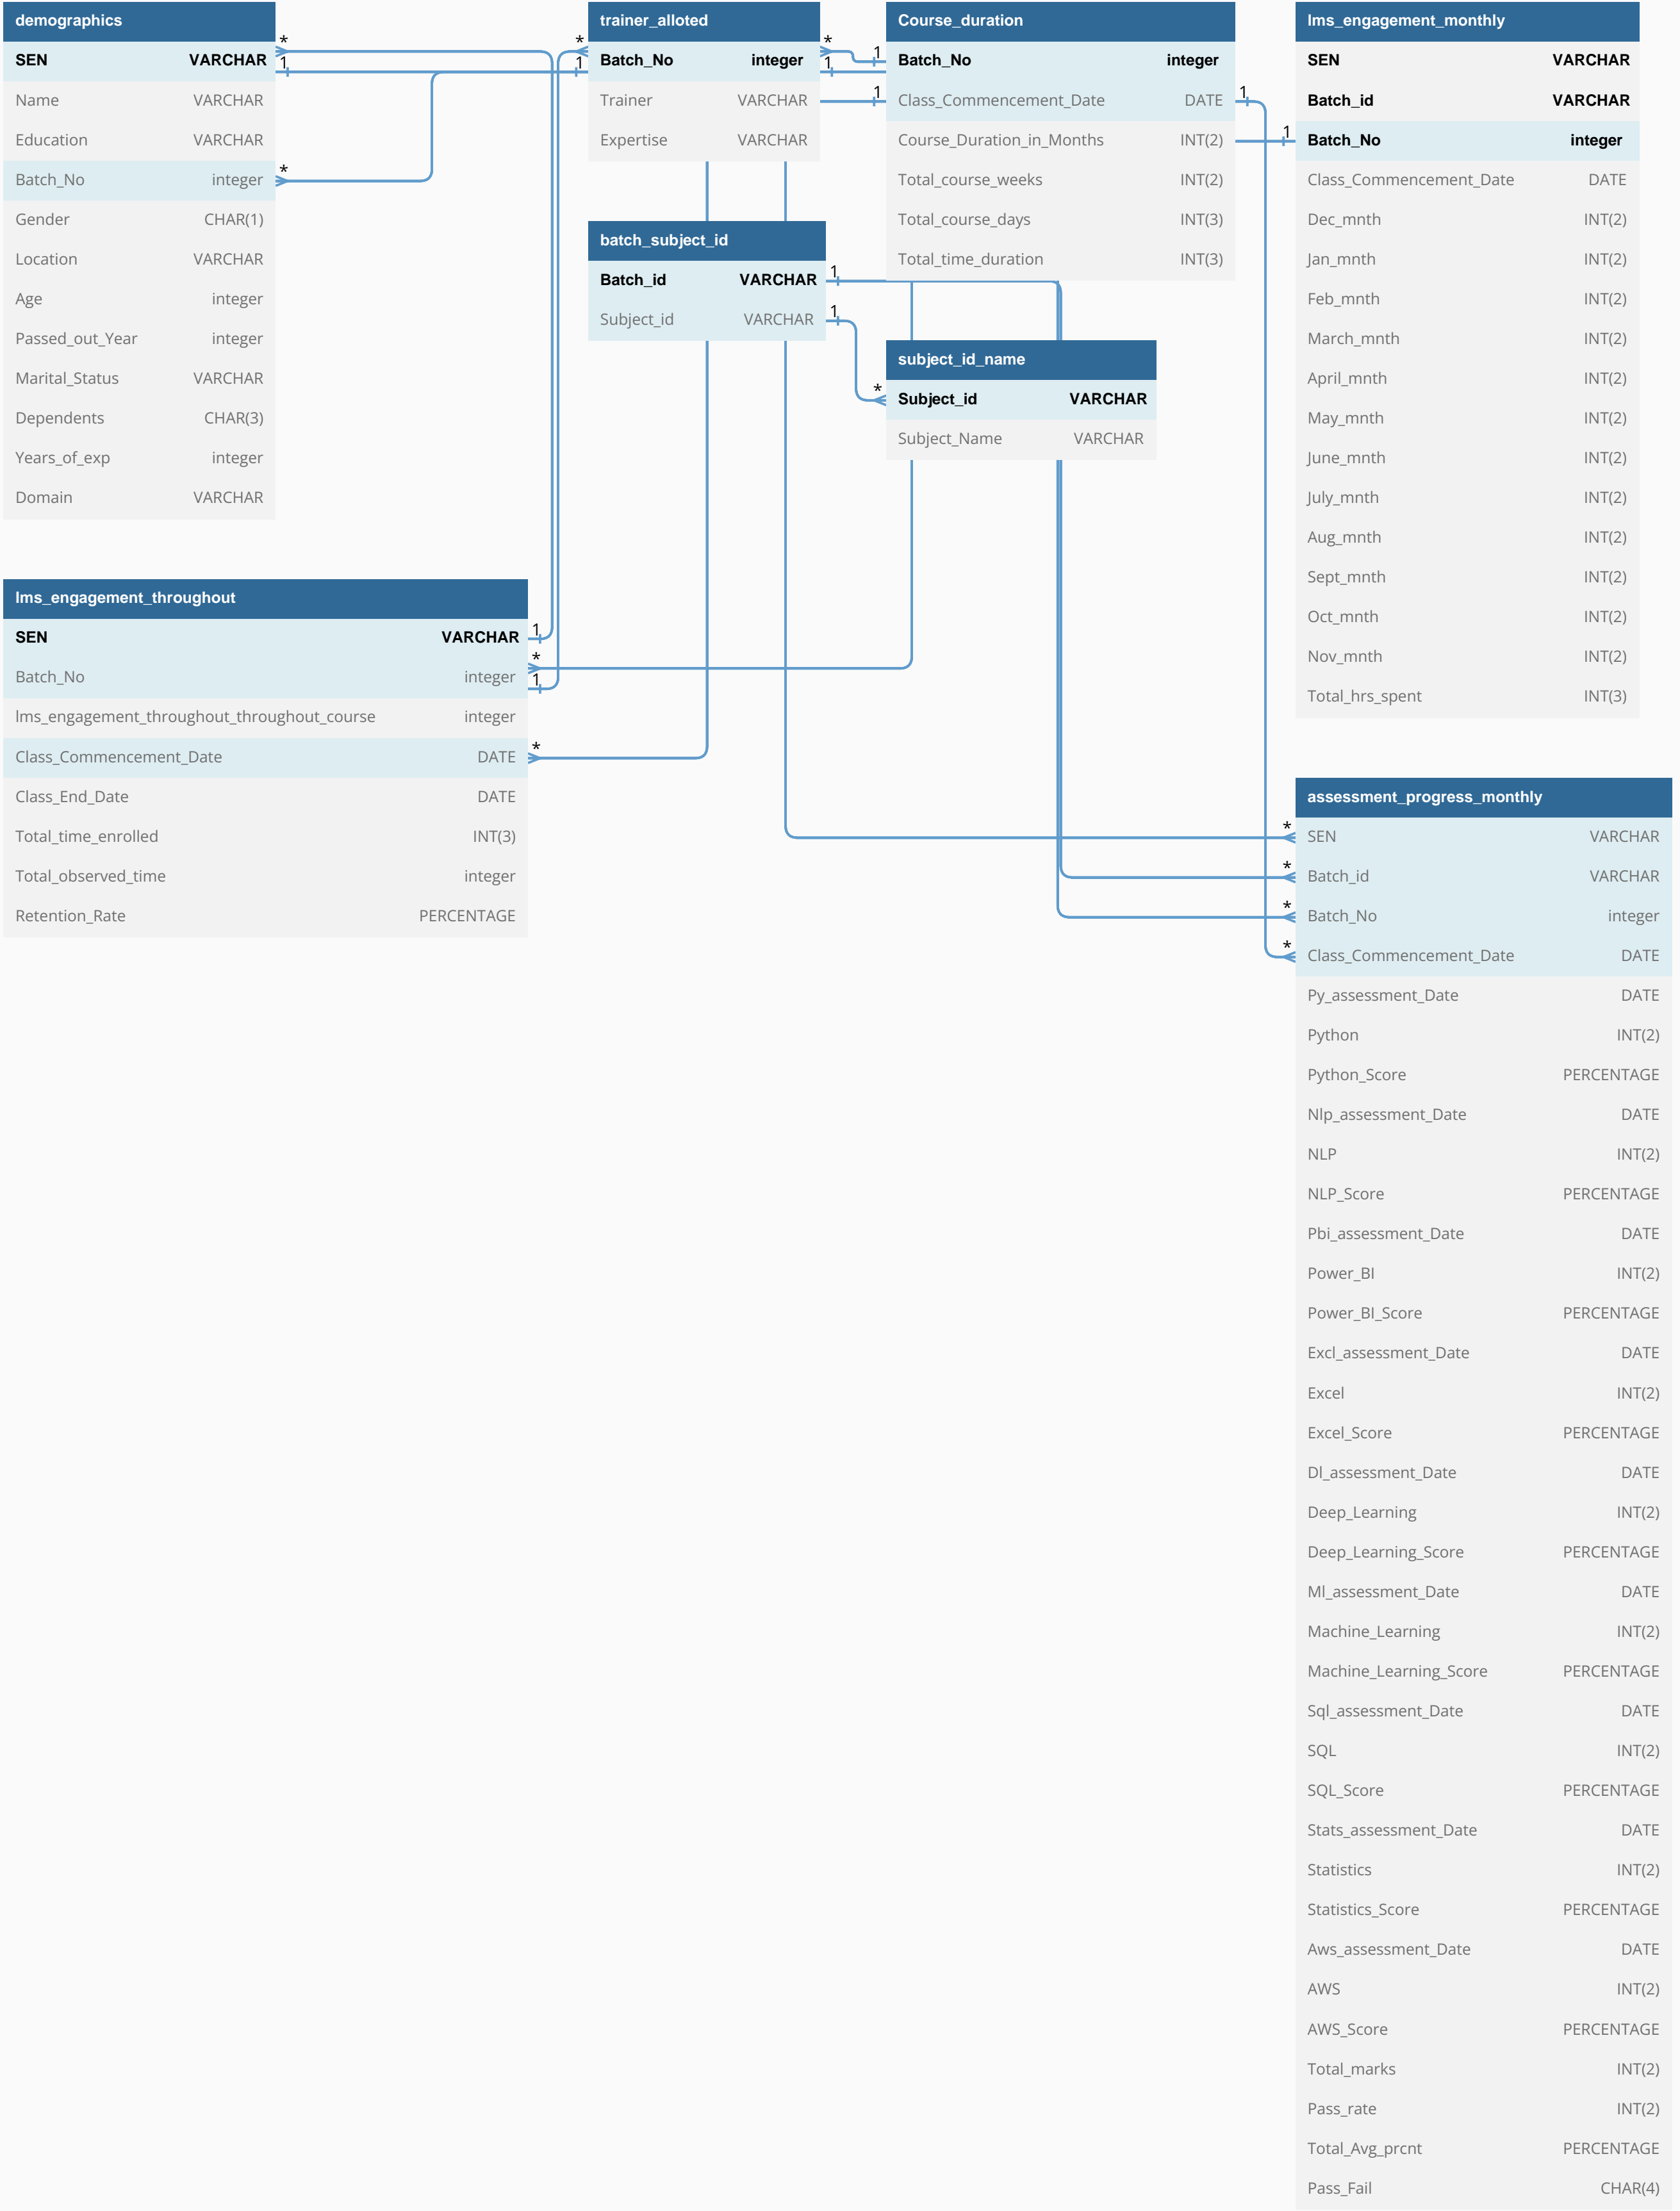 demographics
SEN VARCHAR
Name VARCHAR
Education VARCHAR
Batch_No integer
Gender CHAR(1)
Location VARCHAR
Age integer
Passed_out_Year integer
Marital_Status VARCHAR
Dependents CHAR(3)
Years_of_exp integer
Domain VARCHAR
* 1
*
trainer_alloted
Batch_No integer
Trainer VARCHAR
Expertise VARCHAR
* 1
* 1
Course_duration
Batch_No integer
Class_Commencement_Date DATE
Course_Duration_in_Months INT(2)
Total_course_weeks INT(2)
Total_course_days INT(3)
Total_time_duration INT(3)
1
1 1
lms_engagement_monthly
SEN VARCHAR
Batch_id VARCHAR
Batch_No integer
Class_Commencement_Date DATE
Dec_mnth INT(2)
Jan_mnth INT(2)
Feb_mnth INT(2)
March_mnth INT(2)
April_mnth INT(2)
May_mnth INT(2)
June_mnth INT(2)
July_mnth INT(2)
Aug_mnth INT(2)
Sept_mnth INT(2)
Oct_mnth INT(2)
Nov_mnth INT(2)
Total_hrs_spent INT(3)
1
batch_subject_id
Batch_id VARCHAR
Subject_id VARCHAR
1
1
subject_id_name
Subject_id VARCHAR
Subject_Name VARCHAR
*
lms_engagement_throughout
SEN VARCHAR
Batch_No integer
lms_engagement_throughout_throughout_course integer
Class_Commencement_Date DATE
Class_End_Date DATE
Total_time_enrolled INT(3)
Total_observed_time integer
Retention_Rate PERCENTAGE
1
*
1
*
assessment_progress_monthly
SEN VARCHAR
Batch_id VARCHAR
Batch_No integer
Class_Commencement_Date DATE
Py_assessment_Date DATE
Python INT(2)
Python_Score PERCENTAGE
Nlp_assessment_Date DATE
NLP INT(2)
NLP_Score PERCENTAGE
Pbi_assessment_Date DATE
Power_BI INT(2)
Power_BI_Score PERCENTAGE
Excl_assessment_Date DATE
Excel INT(2)
Excel_Score PERCENTAGE
Dl_assessment_Date DATE
Deep_Learning INT(2)
Deep_Learning_Score PERCENTAGE
Ml_assessment_Date DATE
Machine_Learning INT(2)
Machine_Learning_Score PERCENTAGE
Sql_assessment_Date DATE
SQL INT(2)
SQL_Score PERCENTAGE
Stats_assessment_Date DATE
Statistics INT(2)
Statistics_Score PERCENTAGE
Aws_assessment_Date DATE
AWS INT(2)
AWS_Score PERCENTAGE
Total_marks INT(2)
Pass_rate INT(2)
Total_Avg_prcnt PERCENTAGE
Pass_Fail CHAR(4)
*
*
*
*